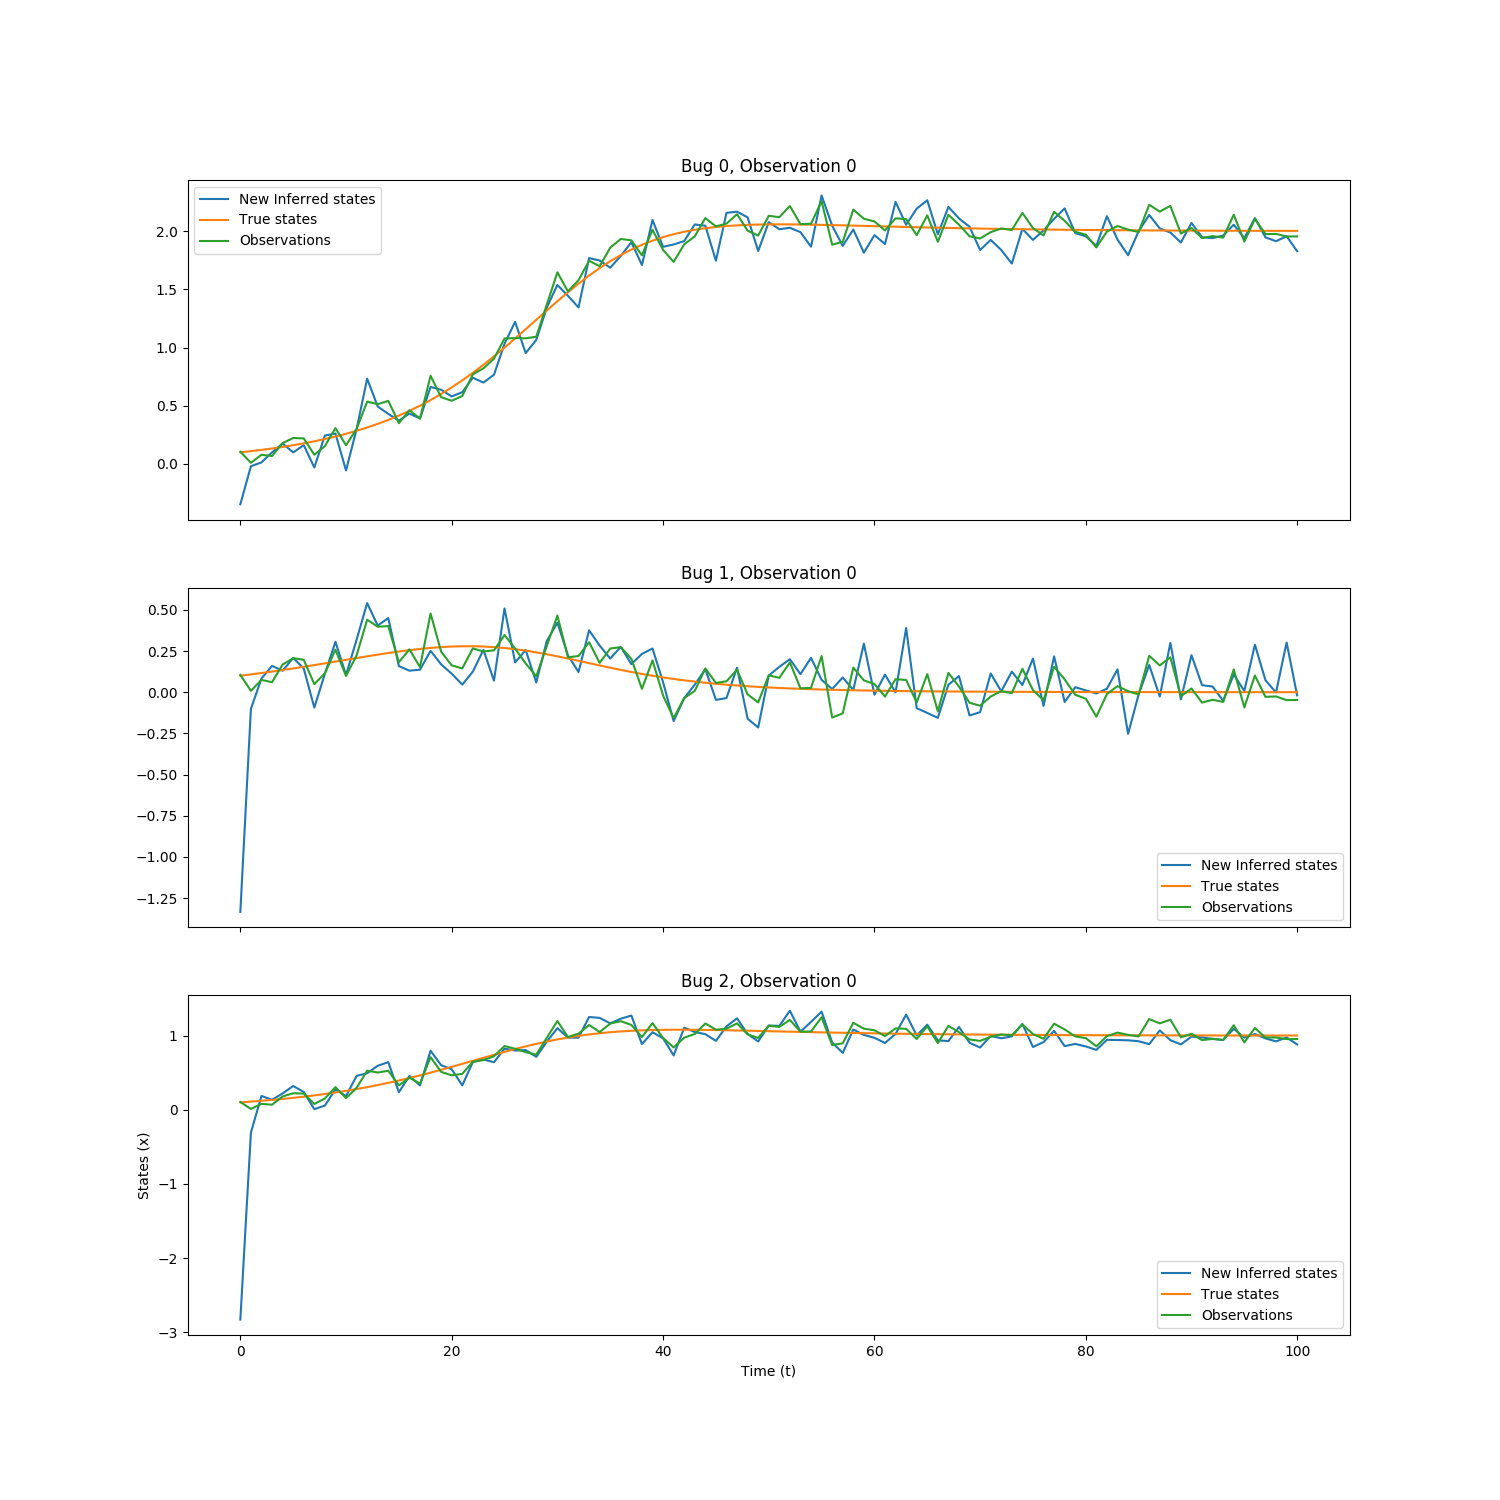 Bug 0, Observation 0
New Inferred states
True states
Observations
2.0
1.5
1.0
0.5
0.0
Bug 1, Observation 0
0.50
0.25
0.00
−0.25
−0.50
−0.75
−1.00
−1.25
New Inferred states
True states
Observations
Bug 2, Observation 0
1
0
−1
−2
−3
States (x)
New Inferred states
True states
Observations
0 20 40 60 80 100
Time (t)